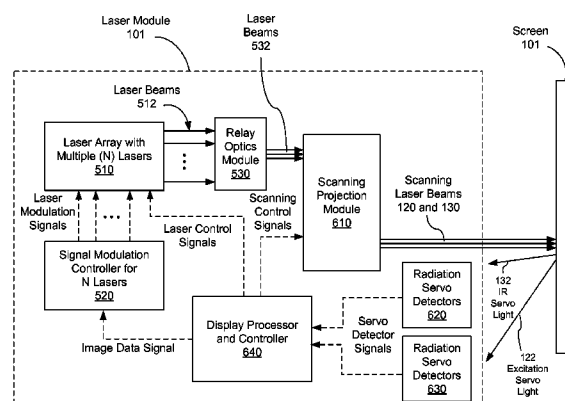 Laser Module
101
Laser
Beams
532
Screen
101
Laser Beams
512
Laser Array with
Multiple (N) Lasers
510
Relay
Optics
Module
530
Scanning
Projection
Module
610
Scanning
Laser Beams
120 and 130
Laser
Modulation
Signals
Laser Control
Signals
Scanning
Control
Signals
Signal Modulation
Controller for
N Lasers
520
Image Data Signal
Display Processor
and Controller
640
Servo
Detector
Signals
Radiation
Servo
Detectors
620
Radiation
Servo
Detectors
630
132
IR
Servo
Light
122
Excitation
Servo
Light